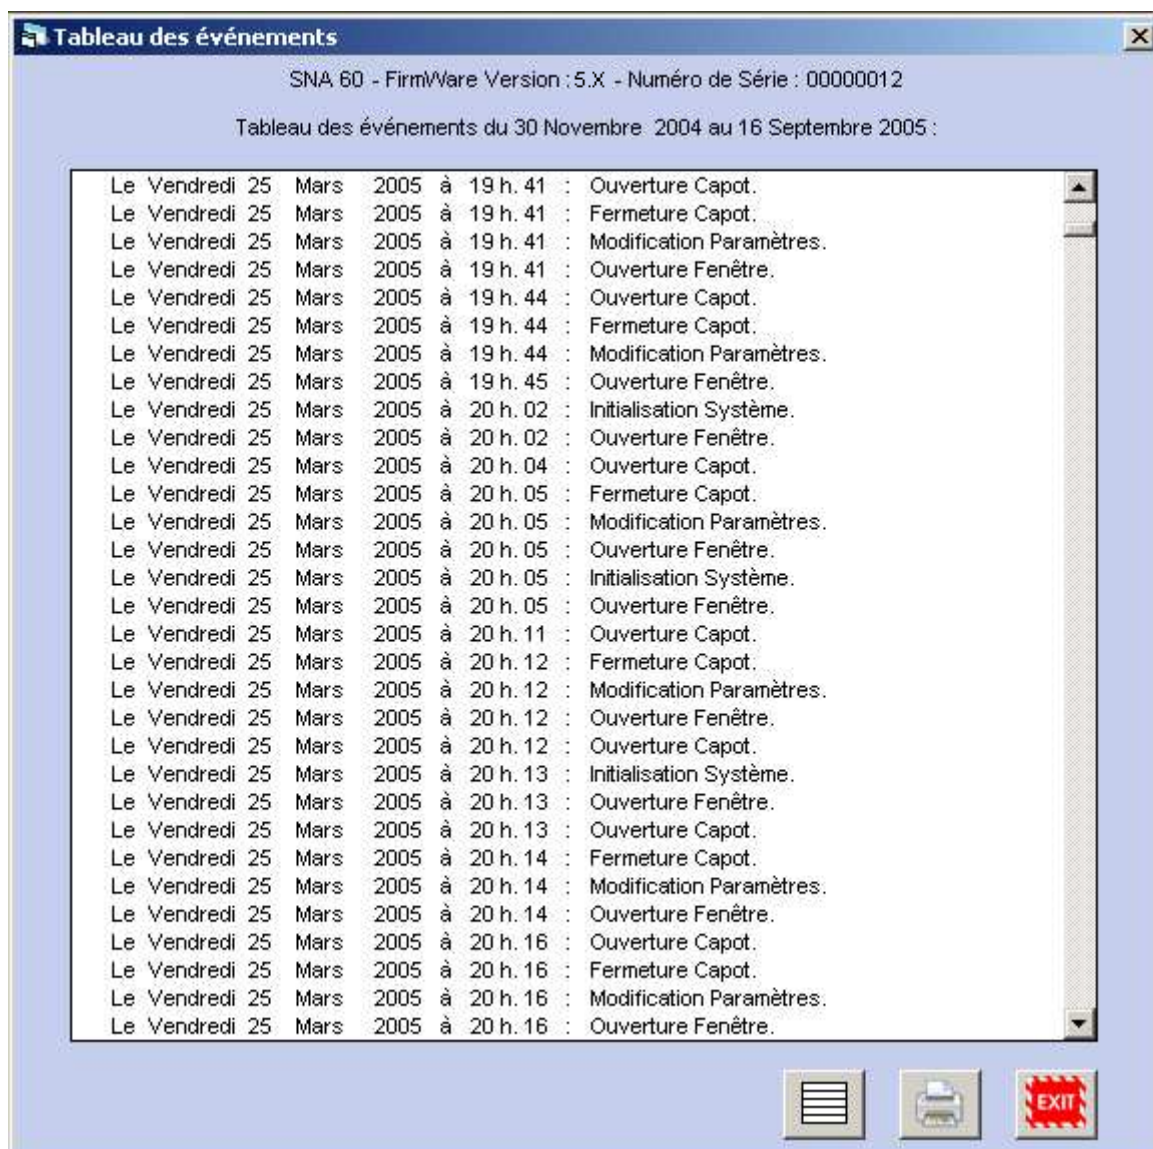 Tableau des événements
SNA 60 - FirmWare Version : 5.X - Numéro de Série : 00000012
Tableau des événements du 30 Novembre 2004 au 16 Septembre 2005 :
Le Vendredi 25 Mars 2005 à 19 h. 41 : Ouverture Capot.
Le Vendredi 25 Mars 2005 à 19 h. 41 : Fermeture Capot.
Le Vendredi 25 Mars 2005 à 19 h. 41 : Modification Paramètres.
Le Vendredi 25 Mars 2005 à 19 h. 41 : Ouverture Fenêtre.
Le Vendredi 25 Mars 2005 à 19 h. 44 : Ouverture Capot.
Le Vendredi 25 Mars 2005 à 19 h. 44 : Fermeture Capot.
Le Vendredi 25 Mars 2005 à 19 h. 44 : Modification Paramètres.
Le Vendredi 25 Mars 2005 à 19 h. 45 : Ouverture Fenêtre.
Le Vendredi 25 Mars 2005 à 20 h. 02 : Initialisation Système.
Le Vendredi 25 Mars 2005 à 20 h. 02 : Ouverture Fenêtre.
Le Vendredi 25 Mars 2005 à 20 h. 04 : Ouverture Capot.
Le Vendredi 25 Mars 2005 à 20 h. 05 : Fermeture Capot.
Le Vendredi 25 Mars 2005 à 20 h. 05 : Modification Paramètres.
Le Vendredi 25 Mars 2005 à 20 h. 05 : Ouverture Fenêtre.
Le Vendredi 25 Mars 2005 à 20 h. 05 : Initialisation Système.
Le Vendredi 25 Mars 2005 à 20 h. 05 : Ouverture Fenêtre.
Le Vendredi 25 Mars 2005 à 20 h. 11 : Ouverture Capot.
Le Vendredi 25 Mars 2005 à 20 h. 12 : Fermeture Capot.
Le Vendredi 25 Mars 2005 à 20 h. 12 : Modification Paramètres.
Le Vendredi 25 Mars 2005 à 20 h. 12 : Ouverture Fenêtre.
Le Vendredi 25 Mars 2005 à 20 h. 12 : Ouverture Capot.
Le Vendredi 25 Mars 2005 à 20 h. 13 : Initialisation Système.
Le Vendredi 25 Mars 2005 à 20 h. 13 : Ouverture Fenêtre.
Le Vendredi 25 Mars 2005 à 20 h. 13 : Ouverture Capot.
Le Vendredi 25 Mars 2005 à 20 h. 14 : Fermeture Capot.
Le Vendredi 25 Mars 2005 à 20 h. 14 : Modification Paramètres.
Le Vendredi 25 Mars 2005 à 20 h. 14 : Ouverture Fenêtre.
Le Vendredi 25 Mars 2005 à 20 h. 16 : Ouverture Capot.
Le Vendredi 25 Mars 2005 à 20 h. 16 : Fermeture Capot.
Le Vendredi 25 Mars 2005 à 20 h. 16 : Modification Paramètres.
Le Vendredi 25 Mars 2005 à 20 h. 16 : Ouverture Fenêtre.
EXIT